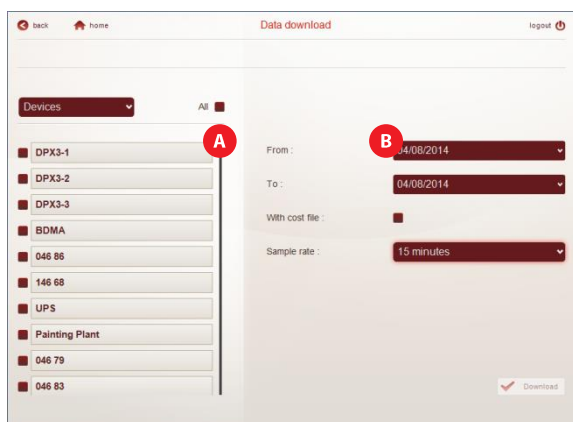 back home Data download logout
Devices All
A
B
DPX3-1
DPX3-2
DPX3-3
BDMA
046 86
146 68
UPS
Painting Plant
046 79
046 83
From : 04/08/2014
To : 04/08/2014
With cost file :
Sample rate : 15 minutes
Download